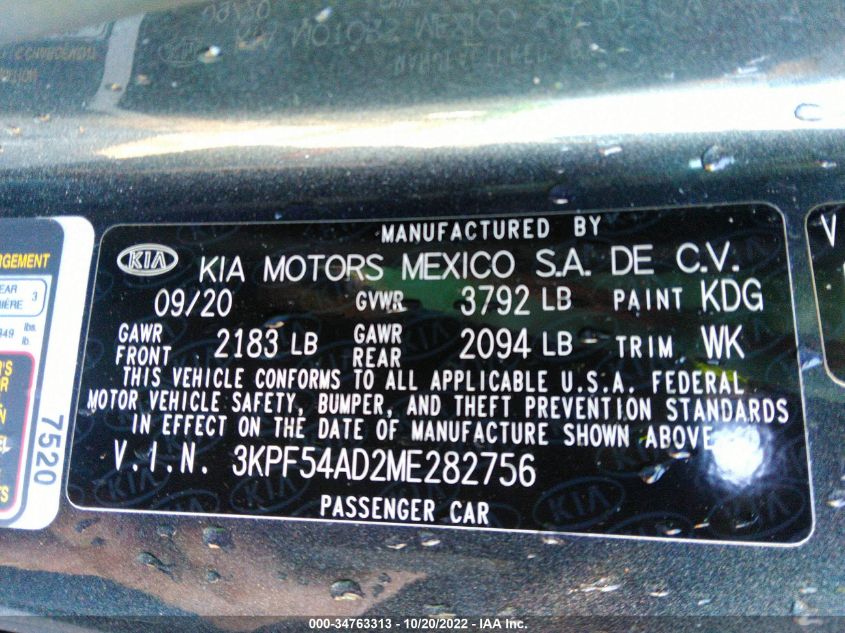 MANUFACTURED BY
KIA KIA MOTORS MEXICO S.A. DE C.V.
09/20 GVWR 3792 LB PAINT KDG
GAWR FRONT 2183 LB GAWR REAR 2094 LB TRIM WK
THIS VEHICLE CONFORMS TO ALL APPLICABLE U.S.A. FEDERAL
MOTOR VEHICLE SAFETY, BUMPER, AND THEFT PREVENTION STANDARDS
IN EFFECT ON THE DATE OF MANUFACTURE SHOWN ABOVE
V.I.N. 3KPF54AD2ME282756
PASSENGER CAR
3
lbs.
lb.
7520
V
000-34763313 - 10/20/2022 - IAA Inc.